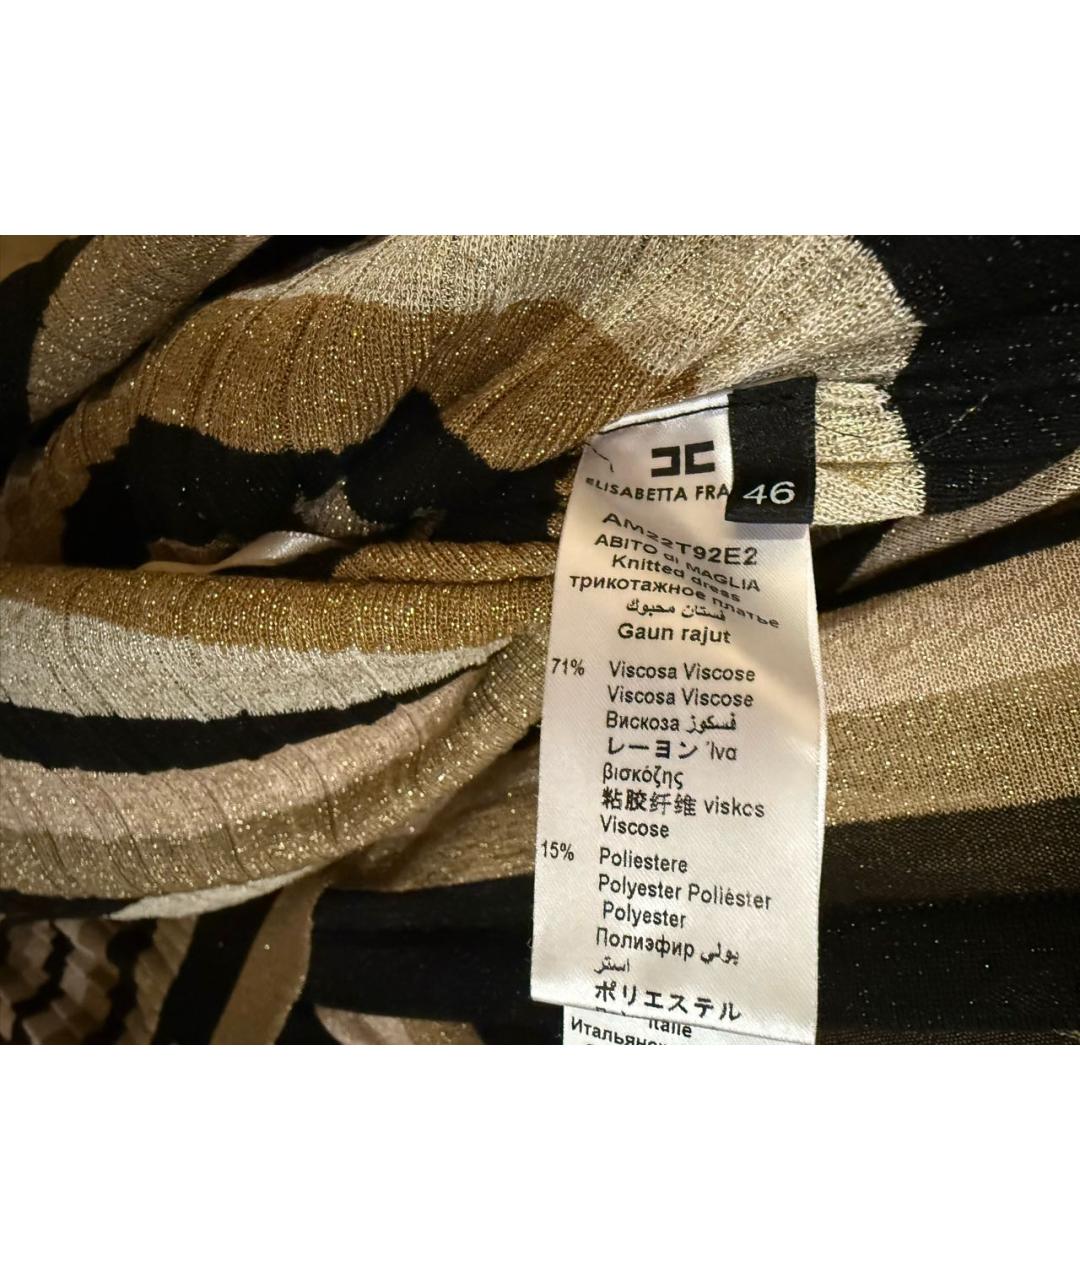 ELISABETTA FRA
46
AM22T92E2
ABITO di MAGLIA
Knitted dress
трикотажное платье
فستان محبوك
Gaun rajut
71% Viscosa Viscose
Viscosa Viscose
Вискоза فسكوز
レーヨン Ίνα
βισκόζης
粘胶纤维 viskos
Viscose
15% Poliestere
Polyester Poliéster
Polyester
Полиэфир بولي
استر
ポリエステル
Italie